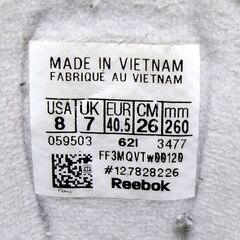 MADE IN VIETNAM
FABRIQUÉ AU VIETNAM
USA UK EUR CM mm
8 7 40.5 26 260
059503 621 3477
FF3MQVTW00120
#127828226
Reebok